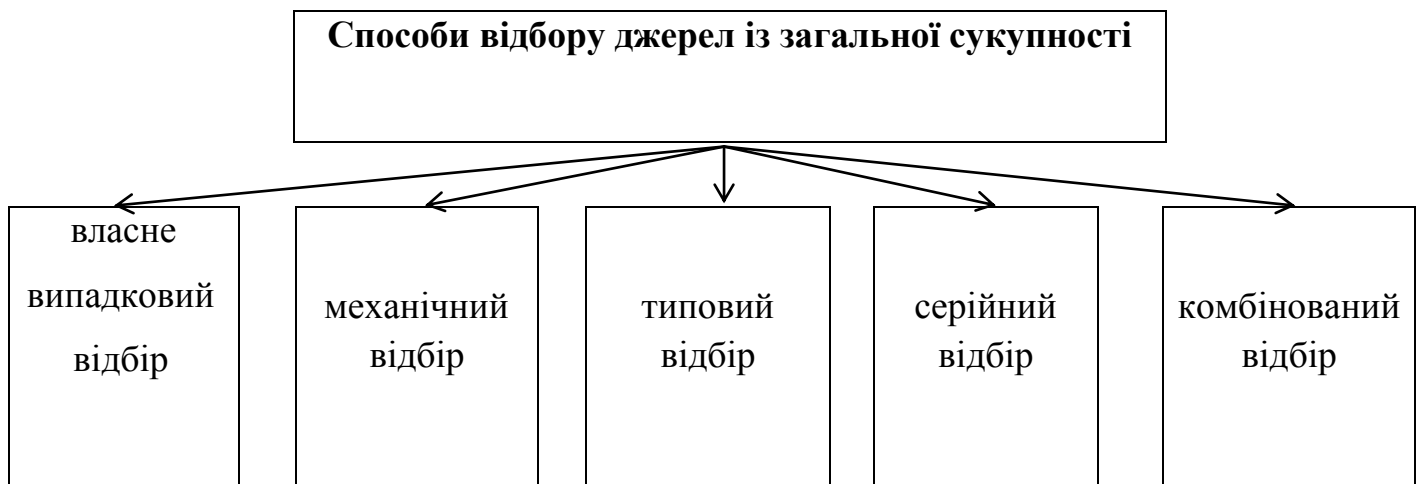 Способи відбору джерел із загальної сукупності
власне
випадковий
відбір
механічний
відбір
типовий
відбір
серійний
відбір
комбінований
відбір